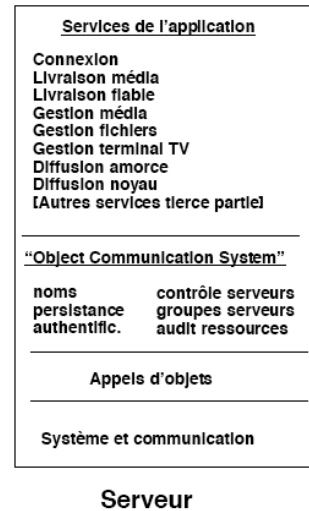 Services de l'application
Connexion
Livraison média
Livraison fiable
Gestion média
Gestion fichiers
Gestion terminal TV
Diffusion amorce
Diffusion noyau
[Autres services tierce partie]
"Object Communication System"
noms contrôle serveurs
persistance groupes serveurs
authentific. audit ressources
Appels d'objets
Système et communication
Serveur